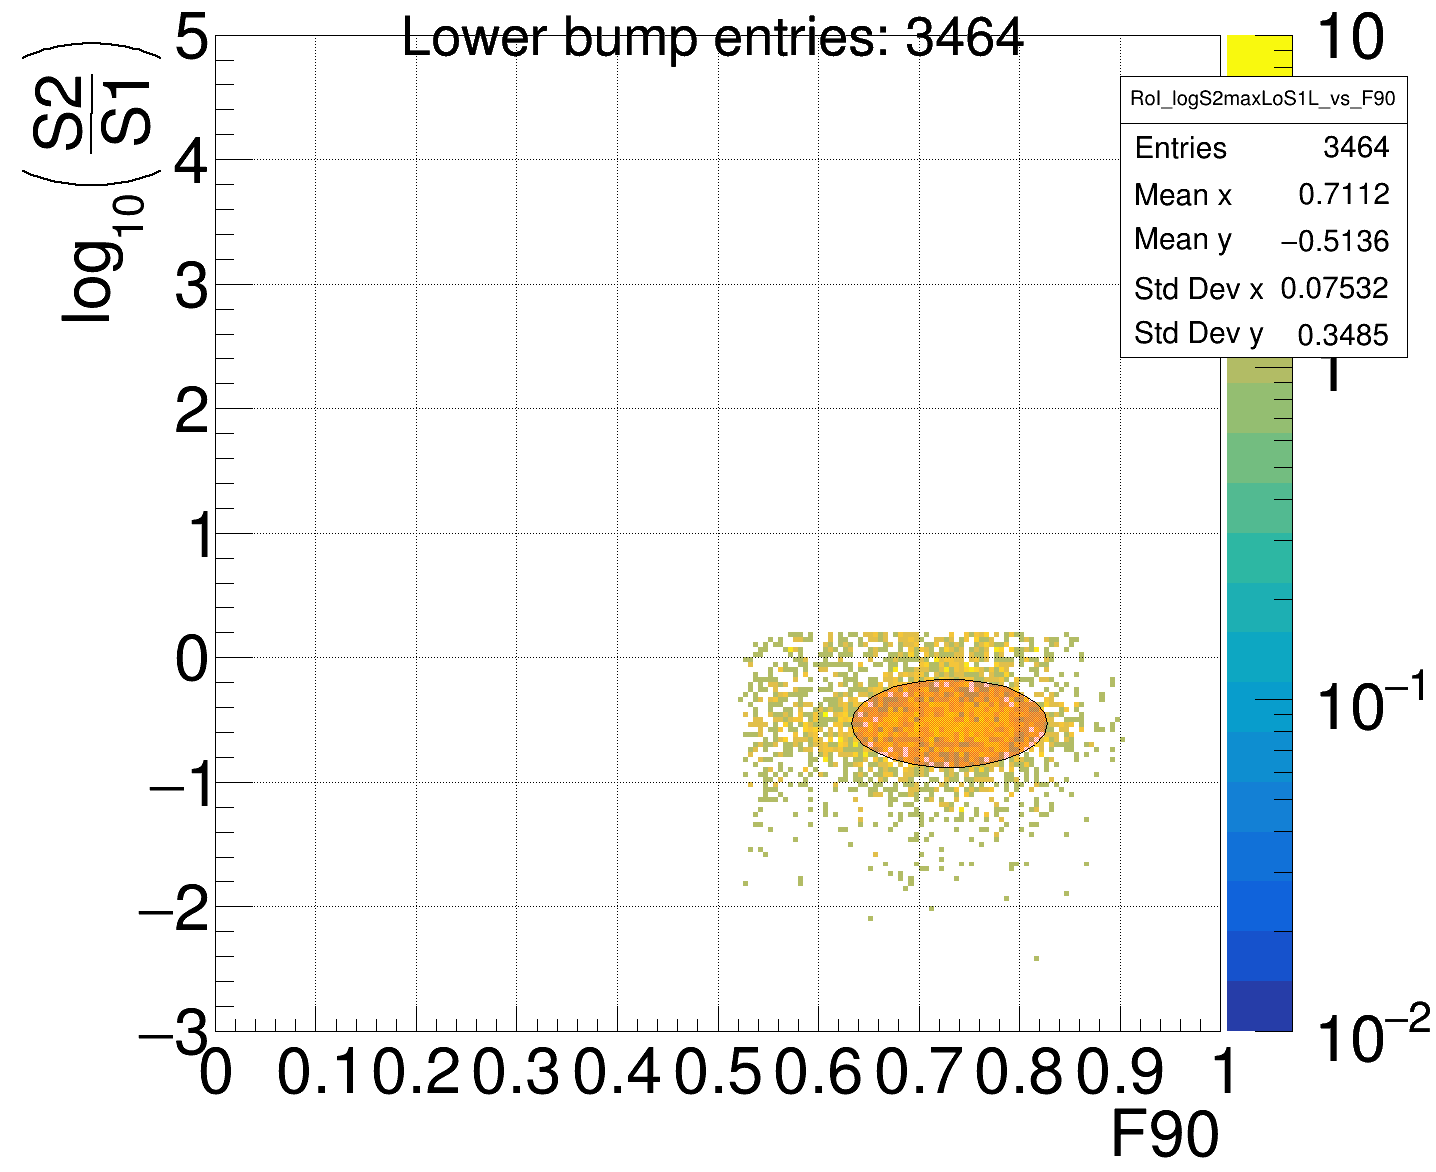 Lower bump entries: 3464
log10(S2/S1)
5
4
3
2
1
0
−1
−2
−3
0 0.1 0.2 0.3 0.4 0.5 0.6 0.7 0.8 0.9 1
F90
RoI_logS2maxLoS1L_vs_F90
Entries 3464
Mean x 0.7112
Mean y −0.5136
Std Dev x 0.07532
Std Dev y 0.3485
10
1
10−1
10−2